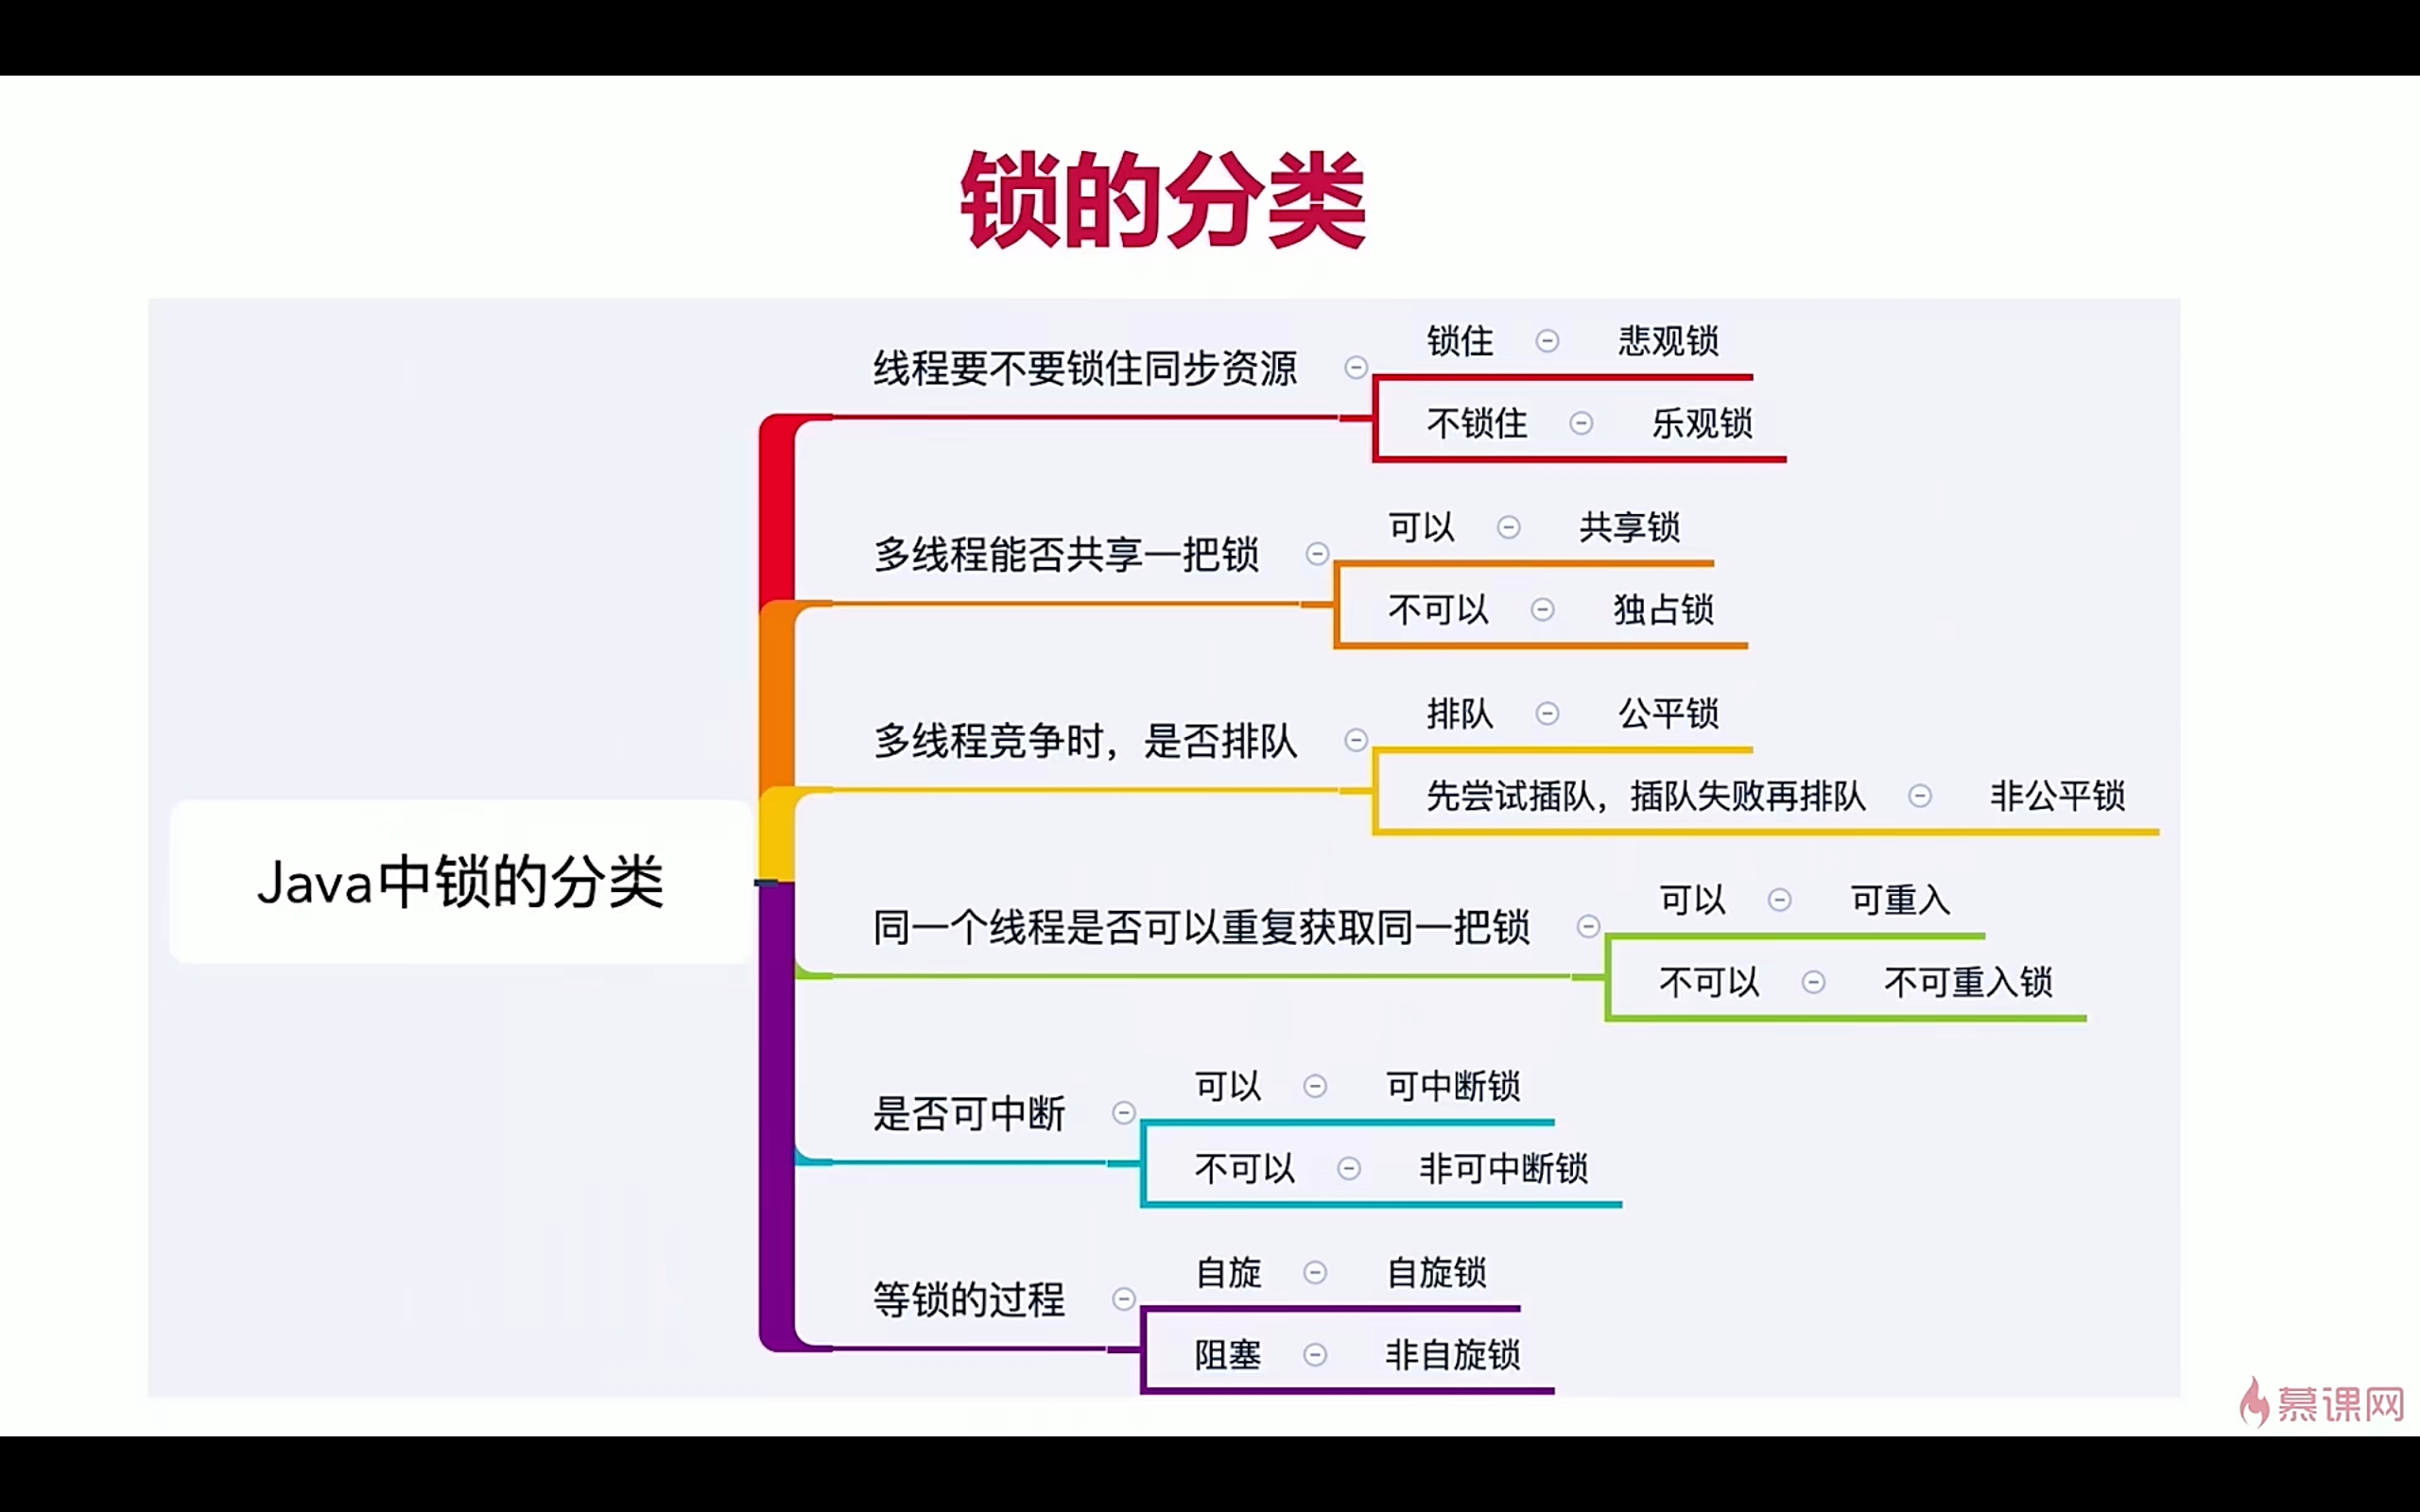 锁的分类
Java中锁的分类
线程要不要锁住同步资源
锁住 悲观锁
不锁住 乐观锁
多线程能否共享一把锁
可以 共享锁
不可以 独占锁
多线程竞争时，是否排队
排队 公平锁
先尝试插队，插队失败再排队 非公平锁
同一个线程是否可以重复获取同一把锁
可以 可重入
不可以 不可重入锁
是否可中断
可以 可中断锁
不可以 非可中断锁
等锁的过程
自旋 自旋锁
阻塞 非自旋锁
慕课网